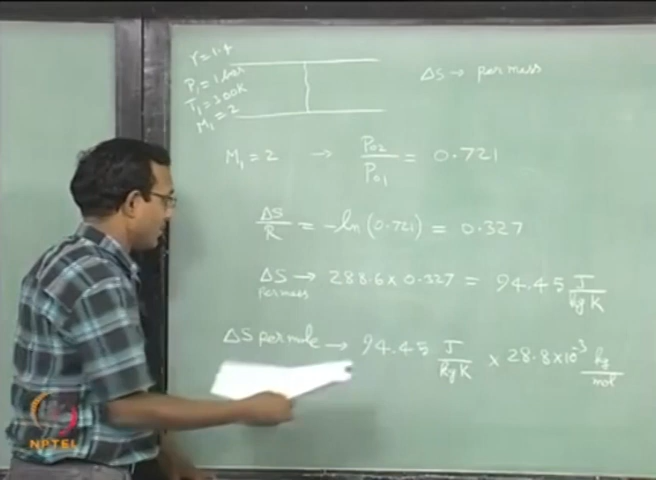 γ = 1.4
P₁ = 1 bar
T₁ = 300K
M₁ = 2
ΔS → per mass
M₁ = 2 → P₀₂/P₀₁ = 0.721
ΔS/R = -ln(0.721) = 0.327
ΔS per mass → 288.6 × 0.327 = 94.45 J/kg K
ΔS per mole → 94.45 J/kg K × 28.8 × 10⁻³ kg/mol
NPTEL